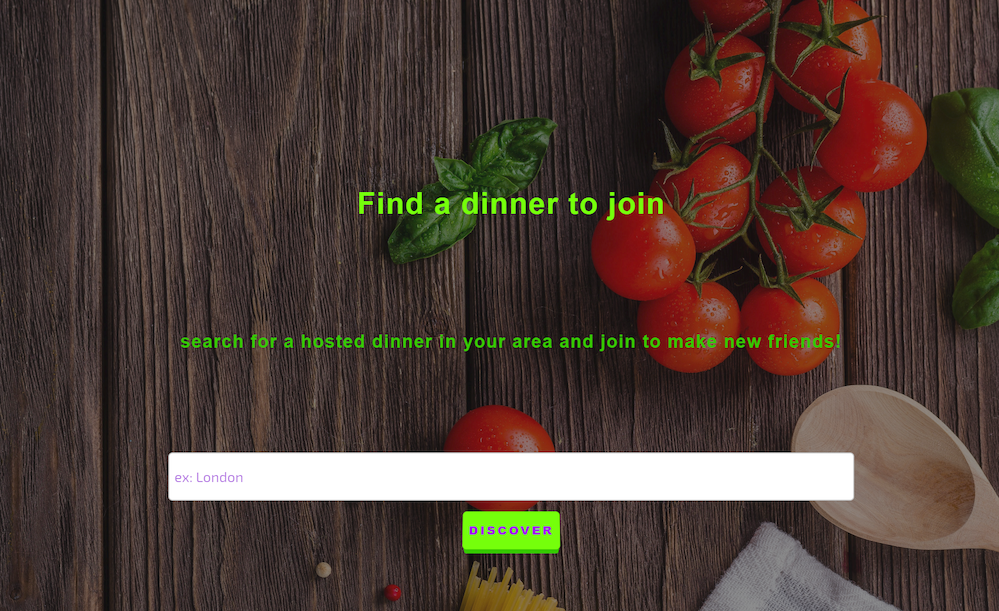 Find a dinner to join
search for a hosted dinner in your area and join to make new friends!
ex: London
DISCOVER